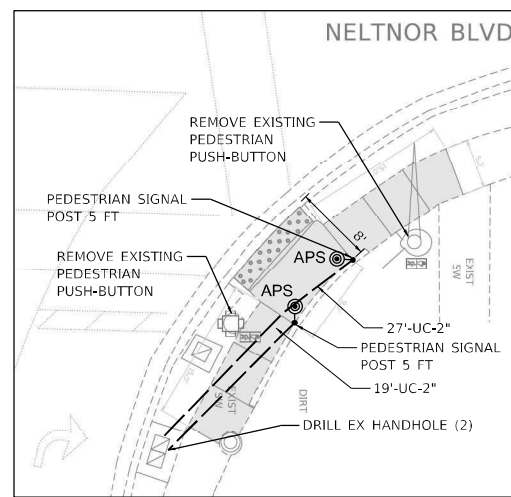 NELTNOR BLVD
REMOVE EXISTING
PEDESTRIAN
PUSH-BUTTON
PEDESTRIAN SIGNAL
POST 5 FT
8'
REMOVE EXISTING
PEDESTRIAN
PUSH-BUTTON
APS
APS
EXIST
SW
27'-UC-2"
PEDESTRIAN SIGNAL
POST 5 FT
19'-UC-2"
EXIST
SW
DIRT
DRILL EX HANDHOLE (2)